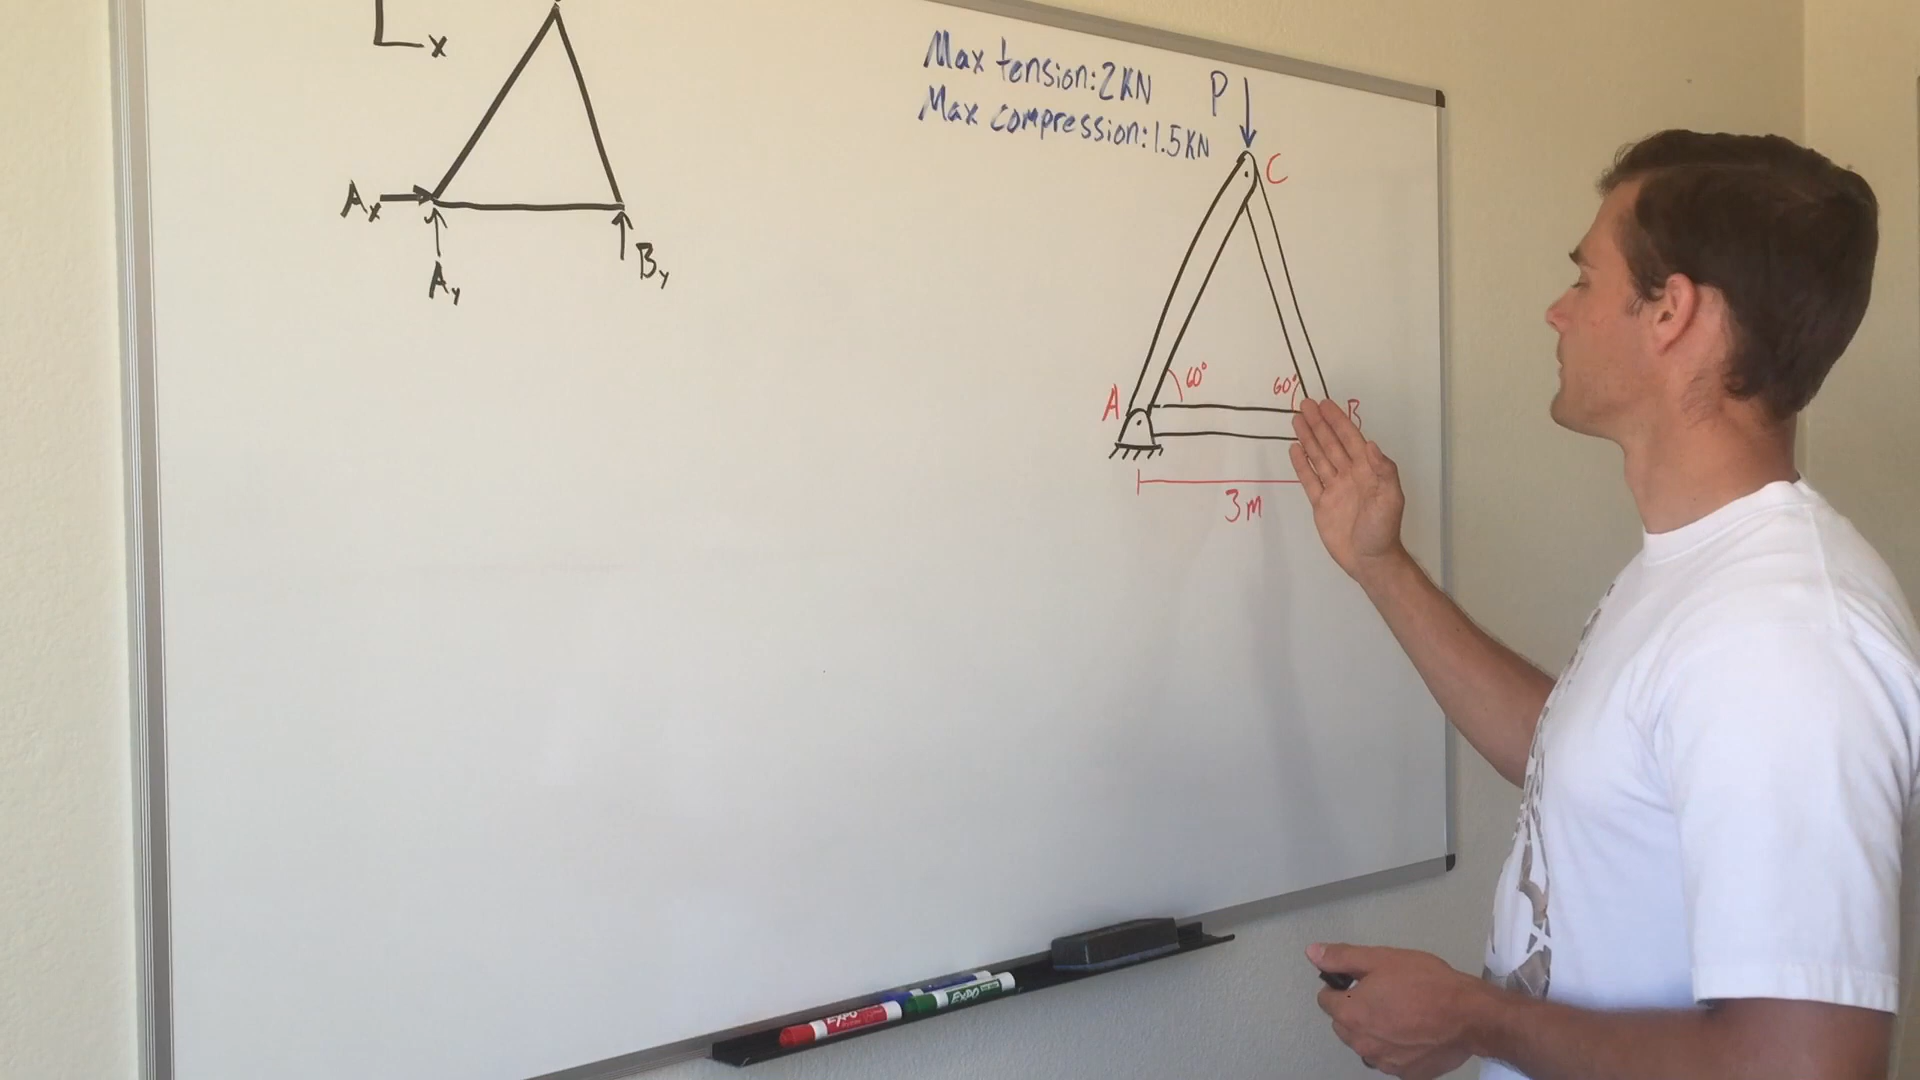 x
Ax
Ay
By
Max tension: 2KN
Max compression: 1.5KN
P
C
60°
60°
A
B
3m
EXPO
EXPO